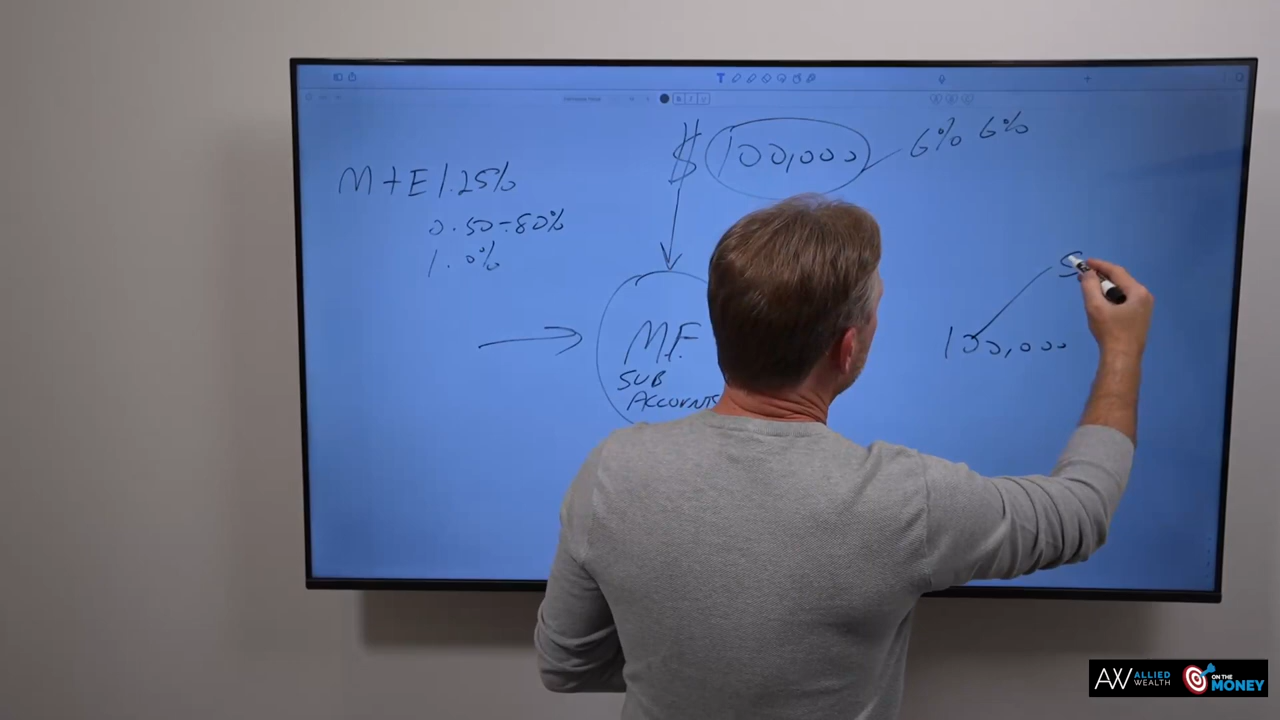 M+E 1.25%
0.50-.80%
1.0%
$ 100,000
6% 6%
M.F.
SUB
ACCOUNTS
100,000
AW ALLIED WEALTH
ON THE MONEY